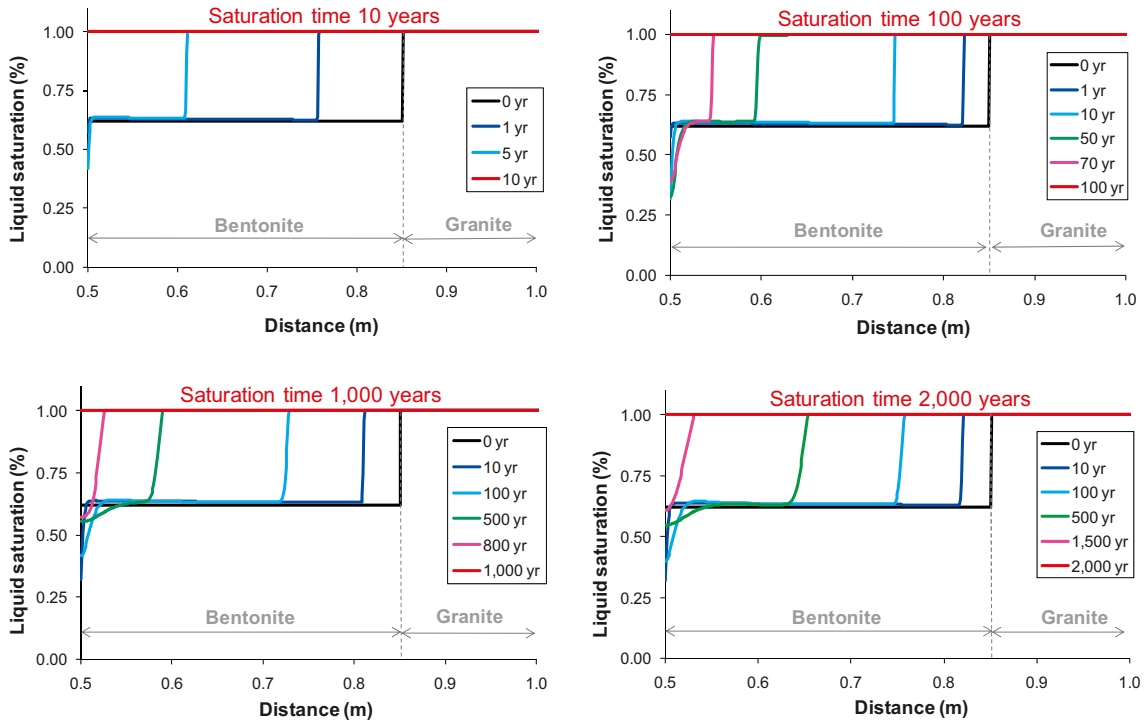 Saturation time 10 years
Liquid saturation (%)
1.00
0.75
0.50
0.25
0.00
0 yr
1 yr
5 yr
10 yr
Bentonite
Granite
0.5
0.6
0.7
0.8
0.9
1.0
Distance (m)
Saturation time 100 years
Liquid saturation (%)
1.00
0.75
0.50
0.25
0.00
0 yr
1 yr
10 yr
50 yr
70 yr
100 yr
Bentonite
Granite
0.5
0.6
0.7
0.8
0.9
1.0
Distance (m)
Saturation time 1,000 years
Liquid saturation (%)
1.00
0.75
0.50
0.25
0.00
0 yr
10 yr
100 yr
500 yr
800 yr
1,000 yr
Bentonite
Granite
0.5
0.6
0.7
0.8
0.9
1.0
Distance (m)
Saturation time 2,000 years
Liquid saturation (%)
1.00
0.75
0.50
0.25
0.00
0 yr
10 yr
100 yr
500 yr
1,500 yr
2,000 yr
Bentonite
Granite
0.5
0.6
0.7
0.8
0.9
1.0
Distance (m)